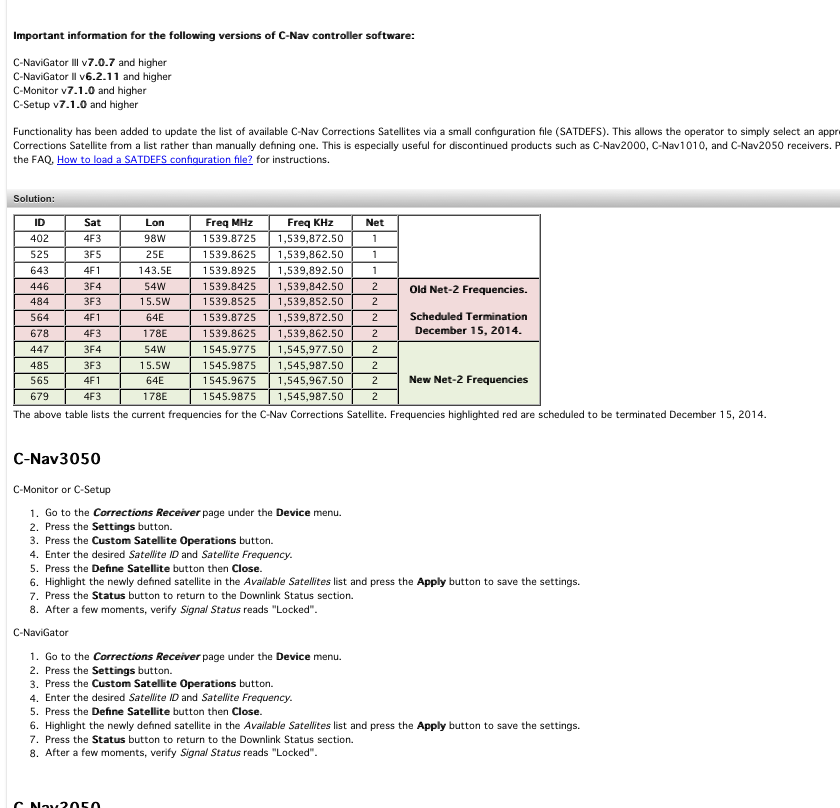 Important information for the following versions of C-Nav controller software:
C-NaviGator III v7.0.7 and higher
C-NaviGator II v6.2.11 and higher
C-Monitor v7.1.0 and higher
C-Setup v7.1.0 and higher
Functionality has been added to update the list of available C-Nav Corrections Satellites via a small configuration file (SATDEFS). This allows the operator to simply select an appr
Corrections Satellite from a list rather than manually defining one. This is especially useful for discontinued products such as C-Nav2000, C-Nav1010, and C-Nav2050 receivers. P
the FAQ, How to load a SATDEFS configuration file? for instructions.
Solution:
ID Sat Lon Freq MHz Freq KHz Net
402 4F3 98W 1539.8725 1,539,872.50 1
525 3F5 25E 1539.8625 1,539,862.50 1
643 4F1 143.5E 1539.8925 1,539,892.50 1
446 3F4 54W 1539.8425 1,539,842.50 2
484 3F3 15.5W 1539.8525 1,539,852.50 2
564 4F1 64E 1539.8725 1,539,872.50 2
678 4F3 178E 1539.8625 1,539,862.50 2
Old Net-2 Frequencies.
Scheduled Termination
December 15, 2014.
447 3F4 54W 1545.9775 1,545,977.50 2
485 3F3 15.5W 1545.9875 1,545,987.50 2
565 4F1 64E 1545.9675 1,545,967.50 2
679 4F3 178E 1545.9875 1,545,987.50 2
New Net-2 Frequencies
The above table lists the current frequencies for the C-Nav Corrections Satellite. Frequencies highlighted red are scheduled to be terminated December 15, 2014.
C-Nav3050
C-Monitor or C-Setup
1. Go to the Corrections Receiver page under the Device menu.
2. Press the Settings button.
3. Press the Custom Satellite Operations button.
4. Enter the desired Satellite ID and Satellite Frequency.
5. Press the Define Satellite button then Close.
6. Highlight the newly defined satellite in the Available Satellites list and press the Apply button to save the settings.
7. Press the Status button to return to the Downlink Status section.
8. After a few moments, verify Signal Status reads "Locked".
C-NaviGator
1. Go to the Corrections Receiver page under the Device menu.
2. Press the Settings button.
3. Press the Custom Satellite Operations button.
4. Enter the desired Satellite ID and Satellite Frequency.
5. Press the Define Satellite button then Close.
6. Highlight the newly defined satellite in the Available Satellites list and press the Apply button to save the settings.
7. Press the Status button to return to the Downlink Status section.
8. After a few moments, verify Signal Status reads "Locked".
C-Nav2050